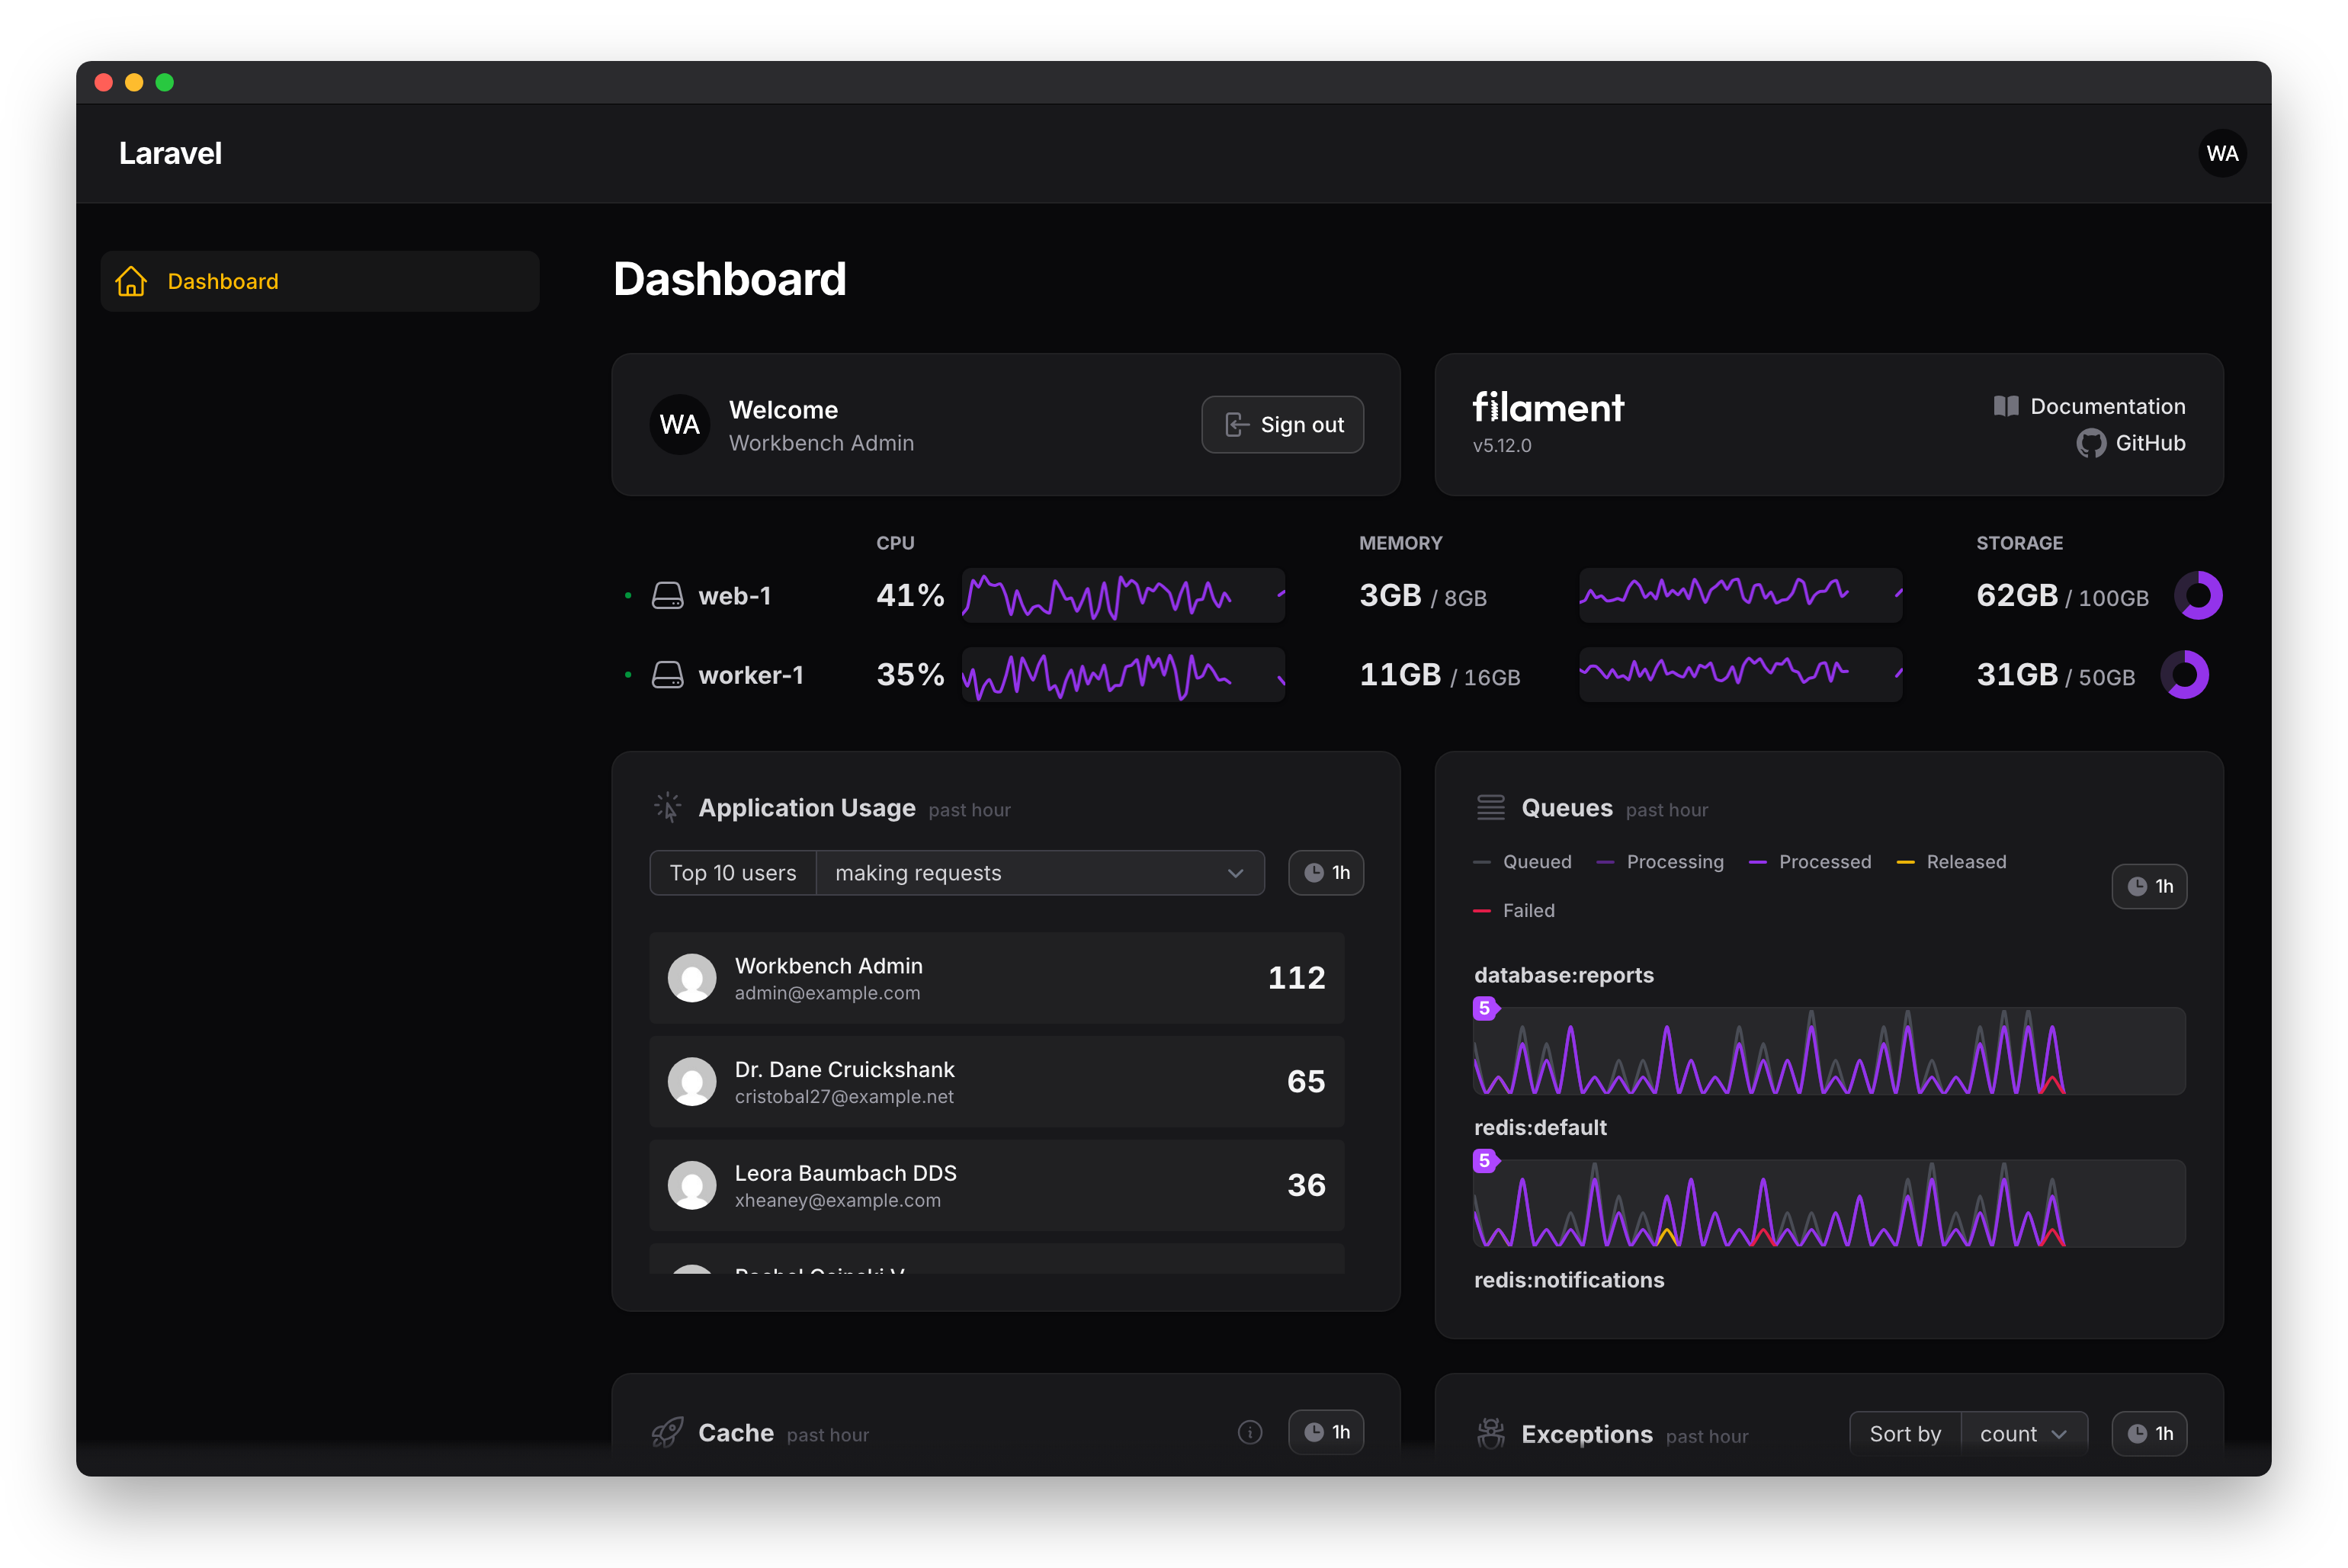 Laravel
WA
Dashboard
Dashboard
WA
Welcome
Workbench Admin
Sign out
filament
v5.12.0
Documentation
GitHub
CPU
MEMORY
STORAGE
web-1
41%
3GB / 8GB
62GB / 100GB
worker-1
35%
11GB / 16GB
31GB / 50GB
Application Usage past hour
Top 10 users
making requests
1h
Workbench Admin
admin@example.com
112
Dr. Dane Cruickshank
cristobal27@example.net
65
Leora Baumbach DDS
xheaney@example.com
36
Queues past hour
Queued
Processing
Processed
Released
Failed
1h
database:reports
5
redis:default
5
redis:notifications
Cache past hour
1h
Exceptions past hour
Sort by
count
1h